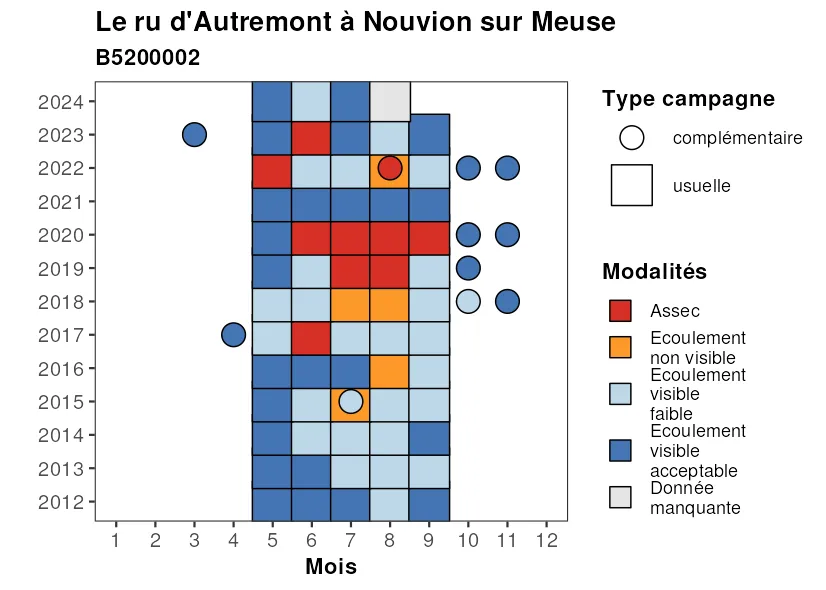 Le ru d'Autremont à Nouvion sur Meuse
B5200002
2024
2023
2022
2021
2020
2019
2018
2017
2016
2015
2014
2013
2012
1 2 3 4 5 6 7 8 9 10 11 12
Mois
Type campagne
complémentaire
usuelle
Modalités
Assec
Ecoulement
non visible
Ecoulement
visible
faible
Ecoulement
visible
acceptable
Donnée
manquante